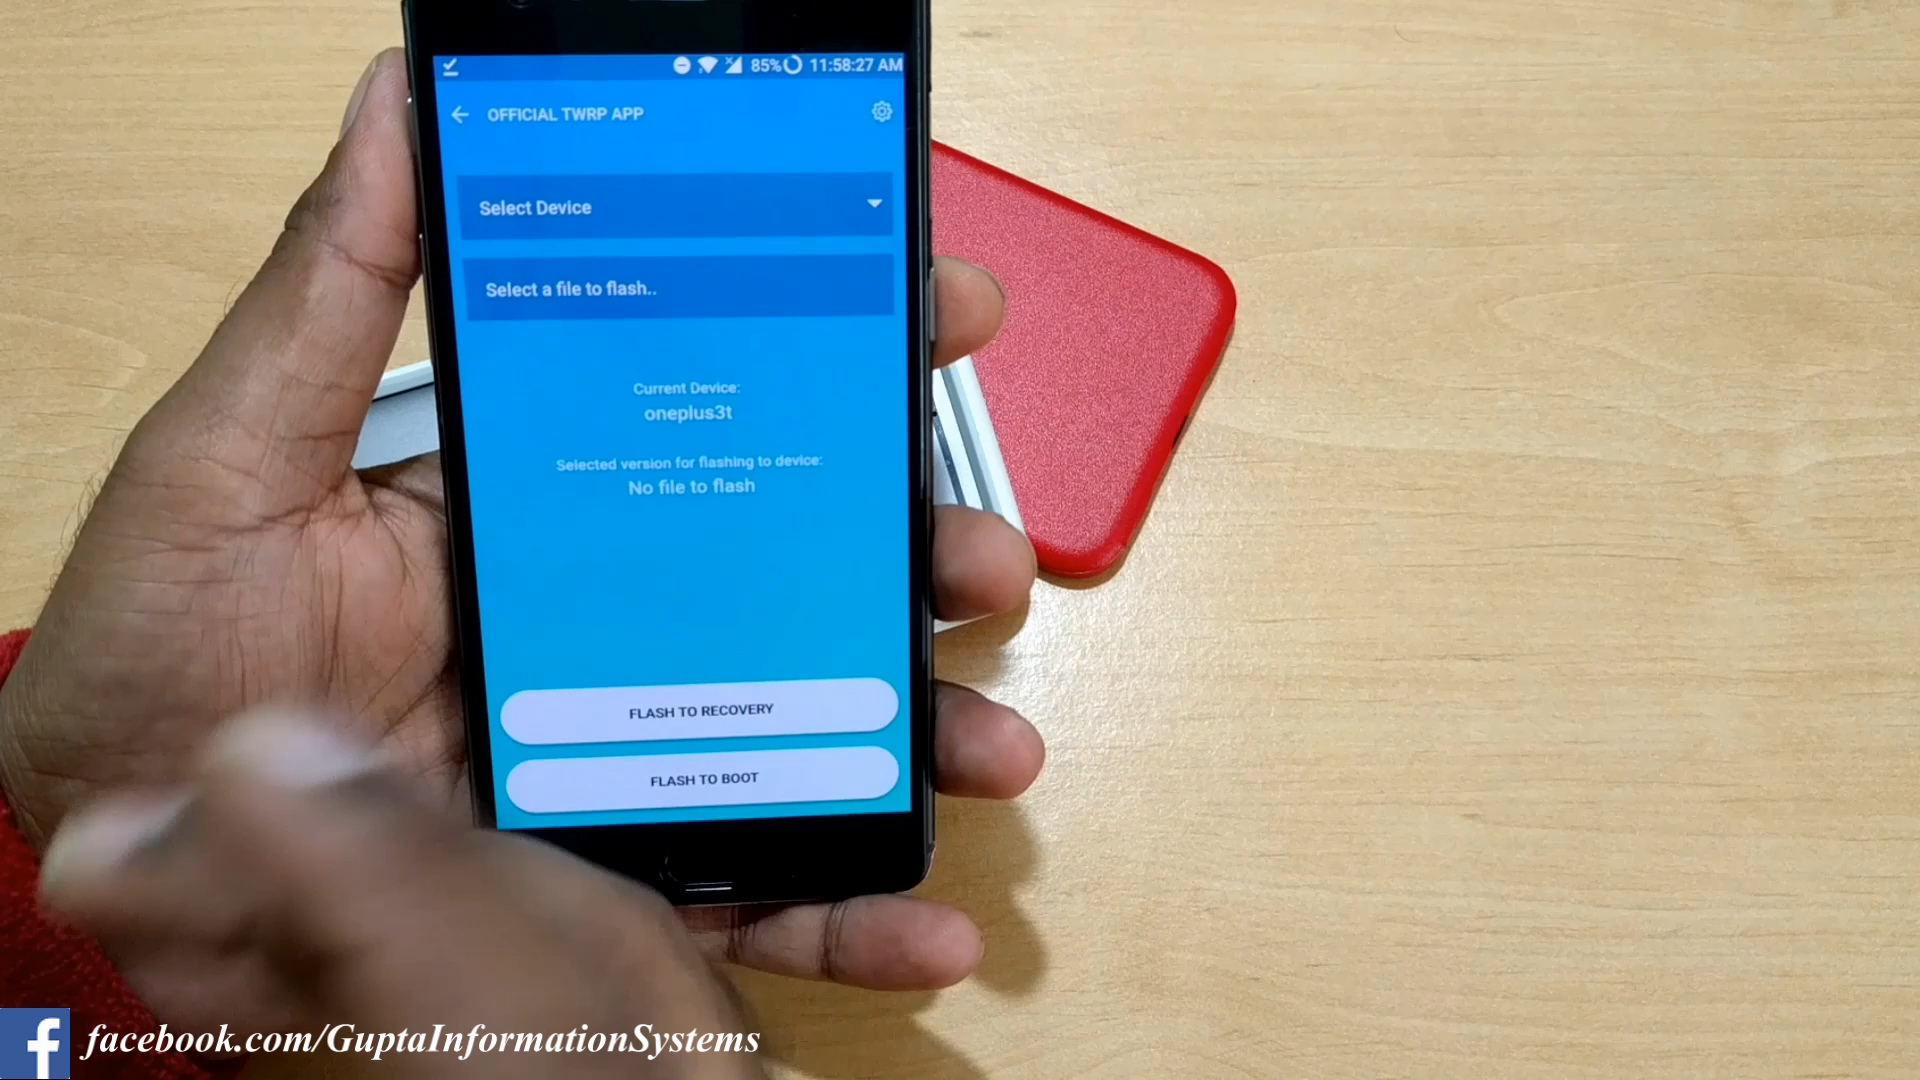 85% 11:58:27 AM
OFFICIAL TWRP APP
Select Device
Select a file to flash..
Current Device:
oneplus3t
Selected version for flashing to device:
No file to flash
FLASH TO RECOVERY
FLASH TO BOOT
f facebook.com/GuptaInformationSystems